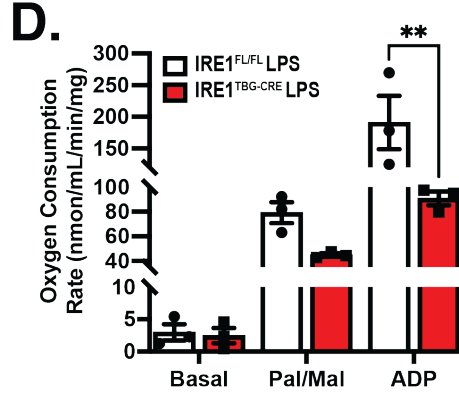 D.
Oxygen Consumption
Rate (nmon/mL/min/mg)
300
250
200
150
100
80
60
40
10
5
0
IRE1FL/FL LPS
IRE1TBG-CRE LPS
**
Basal Pal/Mal ADP